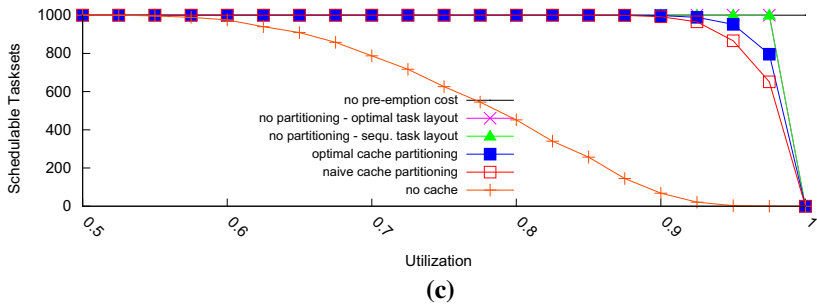 1000
800
600
400
200
0
Schedulable Tasksets
no pre-emption cost
no partitioning - optimal task layout
no partitioning - sequ. task layout
optimal cache partitioning
naive cache partitioning
no cache
0.5 0.6 0.7 0.8 0.9 1
Utilization
(c)